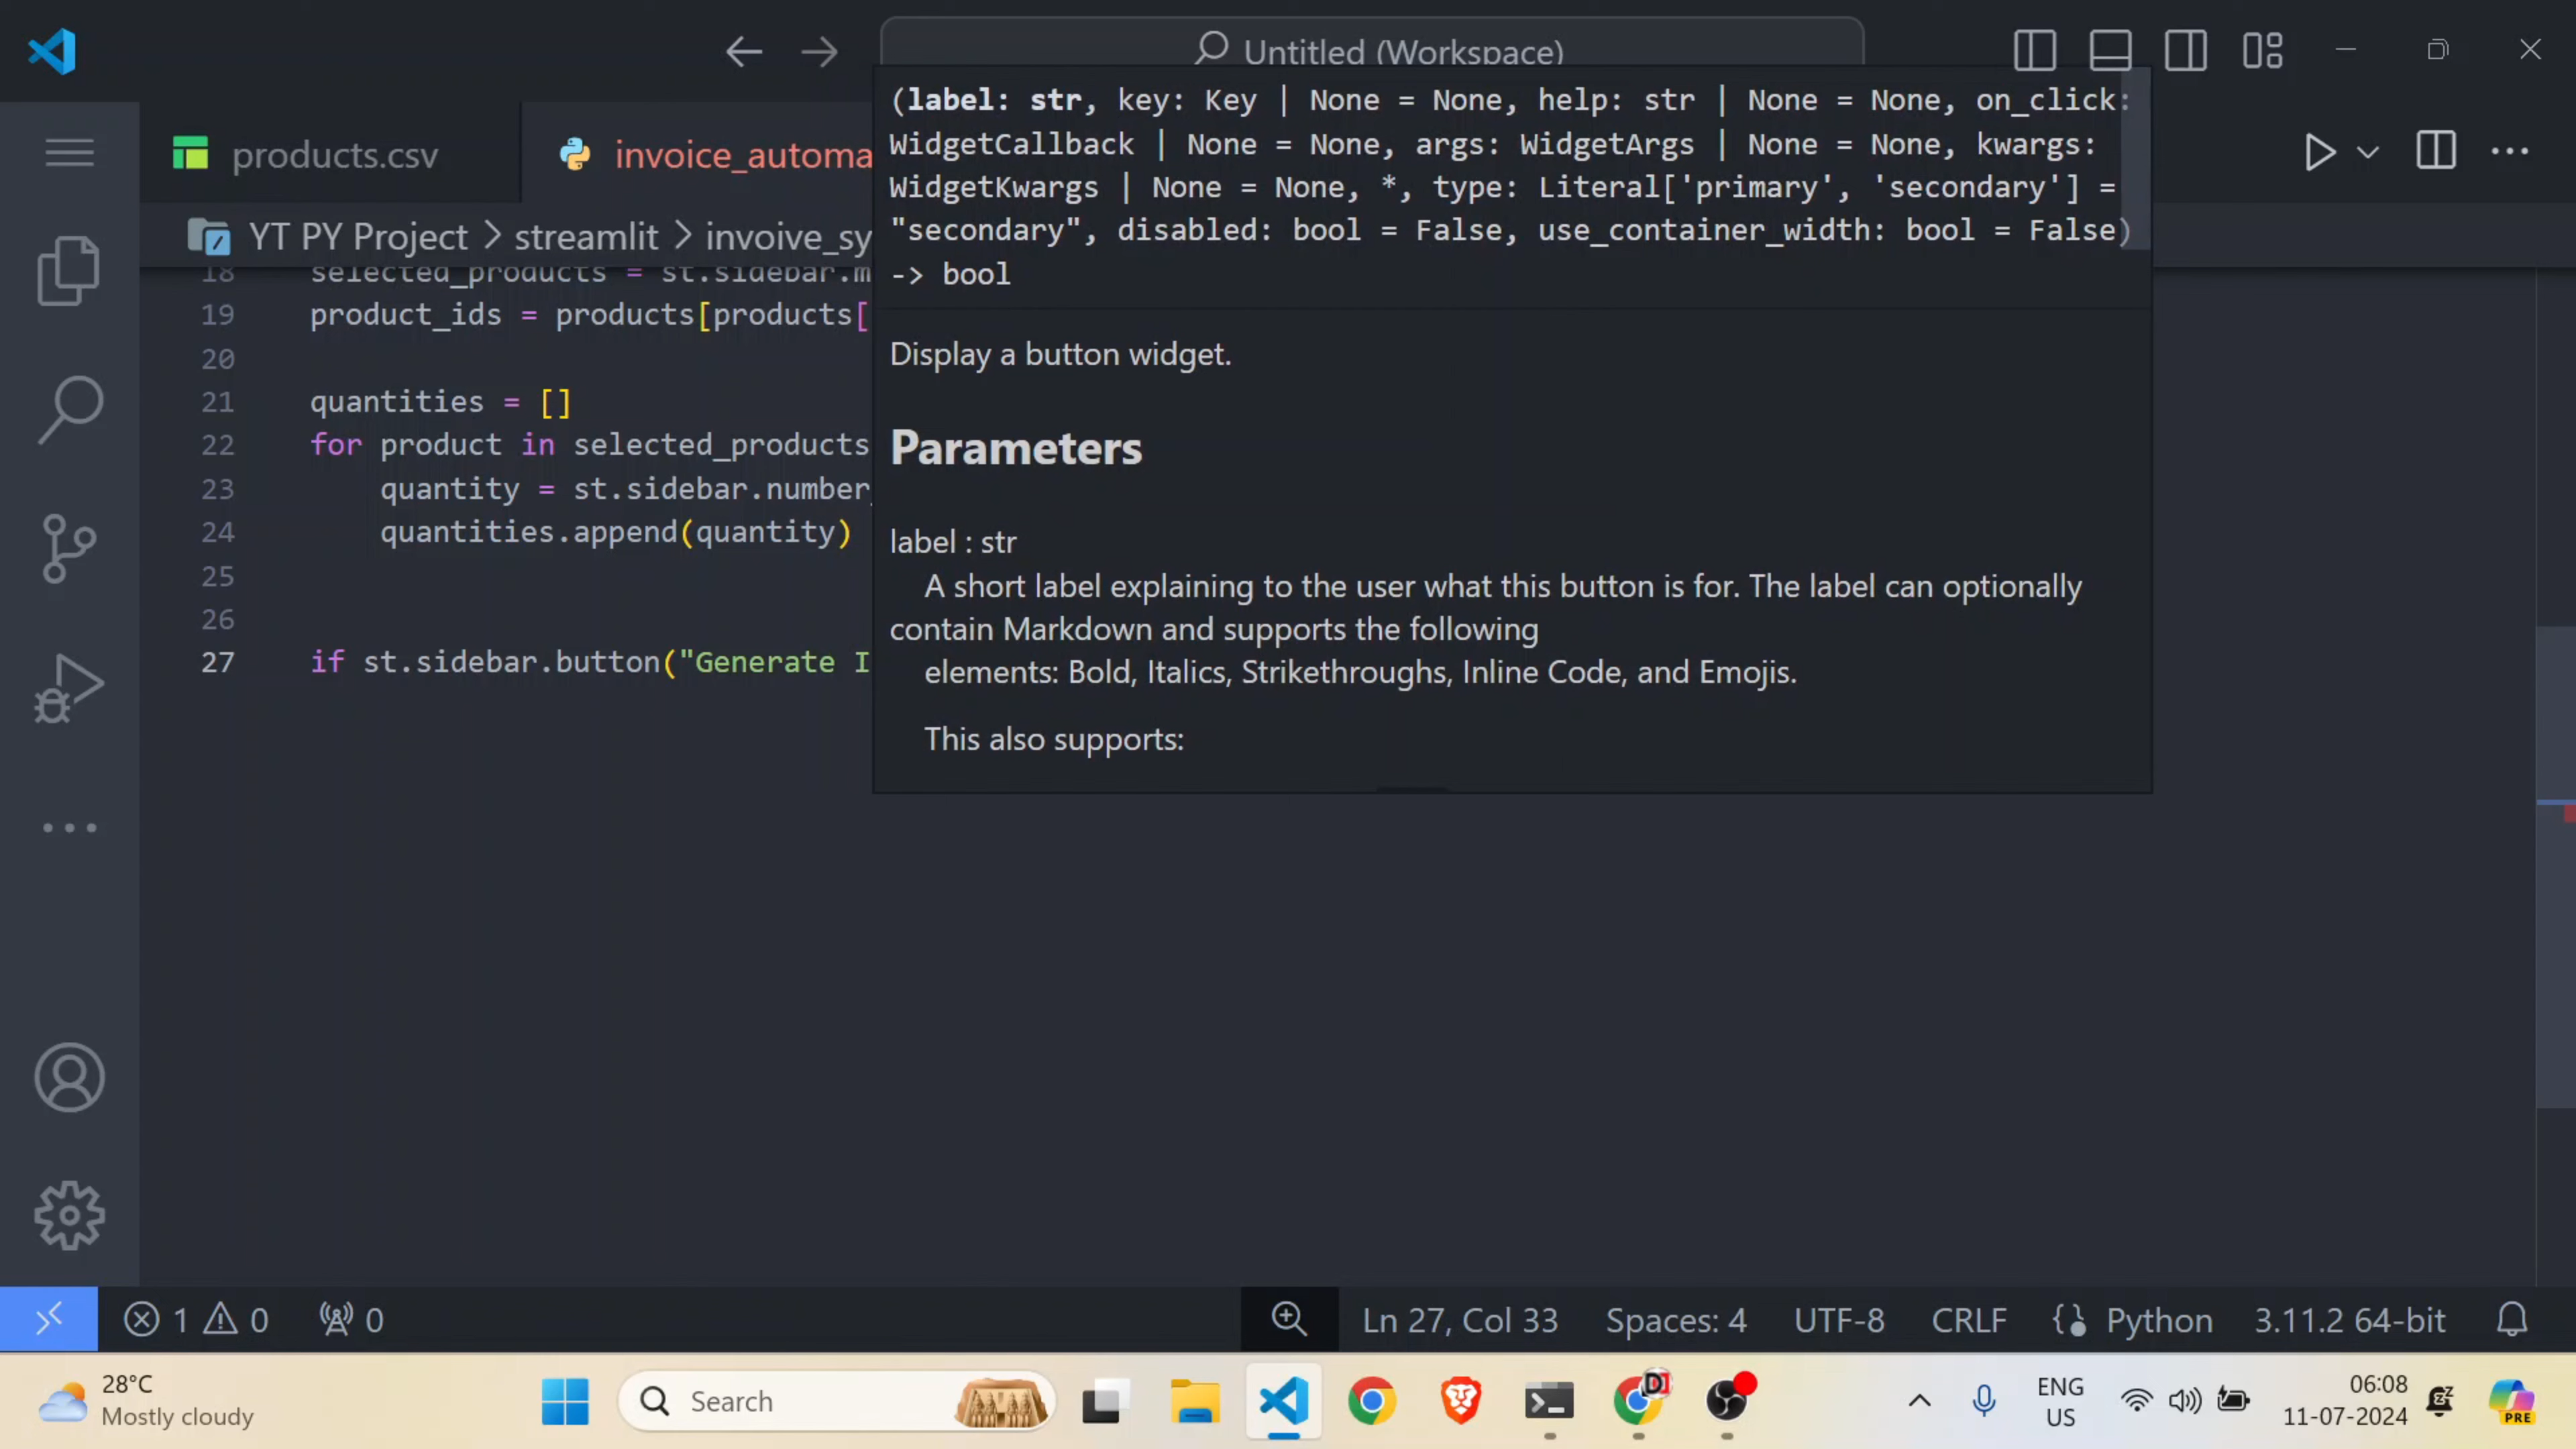 Untitled (Workspace)
products.csv
invoice_automa
YT PY Project > streamlit > invoive_sy
(label: str, key: Key | None = None, help: str | None = None, on_click:
WidgetCallback | None = None, args: WidgetArgs | None = None, kwargs:
WidgetKwargs | None = None, *, type: Literal['primary', 'secondary'] =
"secondary", disabled: bool = False, use_container_width: bool = False)
-> bool
Display a button widget.
Parameters
label : str
A short label explaining to the user what this button is for. The label can optionally
contain Markdown and supports the following
elements: Bold, Italics, Strikethroughs, Inline Code, and Emojis.
This also supports:
18 selected_products = st.sidebar.m
19 product_ids = products[products[
20
21 quantities = []
22 for product in selected_products
23 quantity = st.sidebar.number_
24 quantities.append(quantity)
25
26
27 if st.sidebar.button("Generate I
1 0 0
Ln 27, Col 33 Spaces: 4 UTF-8 CRLF Python 3.11.2 64-bit
28°C
Mostly cloudy
Search
ENG
US
06:08
11-07-2024
PRE